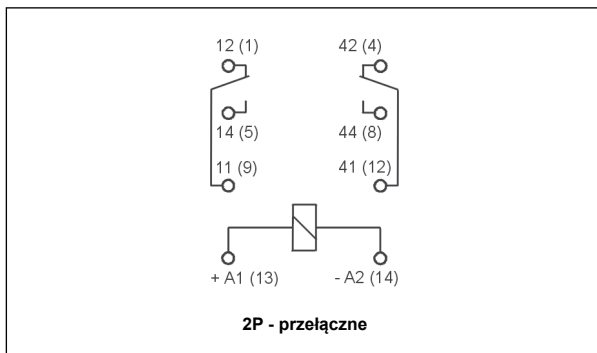 12 (1) 42 (4)
14 (5) 44 (8)
11 (9) 41 (12)
+ A1 (13) - A2 (14)
2P - przełączne